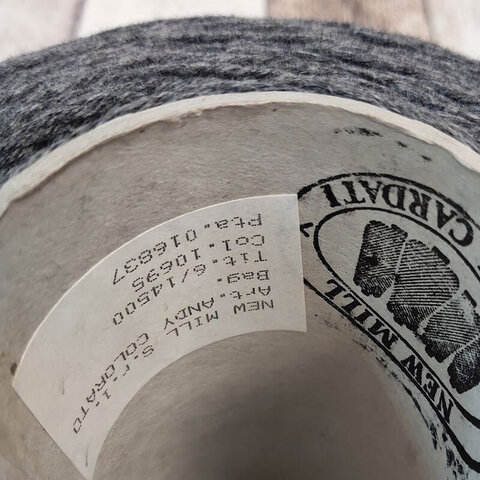 NEW MILL S.r.l.
Art.ANDY COLORATO
Bag.
Tit. 6/14500
Col. 10695
Pta. 016837
NEW MILL
CARDATI